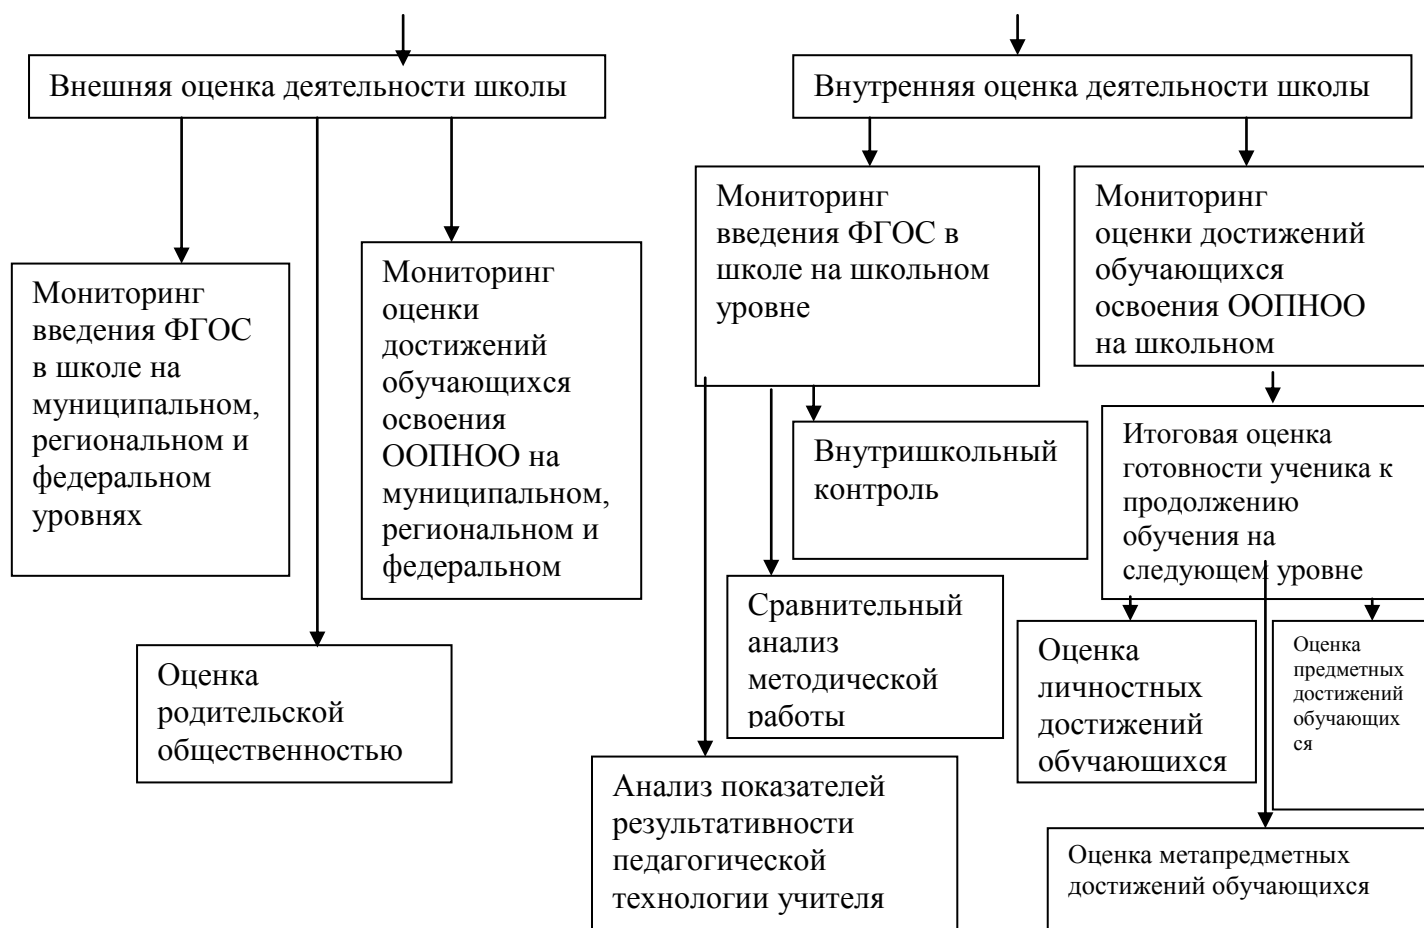 Внешняя оценка деятельности школы
Внутренняя оценка деятельности школы
Мониторинг
введения ФГОС
в школе на
муниципальном,
региональном и
федеральном
уровнях
Мониторинг
оценки
достижений
обучающихся
освоения
ООПНОО на
муниципальном,
региональном и
федеральном
Оценка
родительской
общественностью
Мониторинг
введения ФГОС в
школе на школьном
уровне
Мониторинг
оценки достижений
обучающихся
освоения ООПНОО
на школьном
Внутришкольный
контроль
Сравнительный
анализ
методической
работы
Анализ показателей
результативности
педагогической
технологии учителя
Итоговая оценка
готовности ученика к
продолжению
обучения на
следующем уровне
Оценка
личностных
достижений
обучающихся
Оценка
предметных
достижений
обучающих
ся
Оценка метапредметных
достижений обучающихся